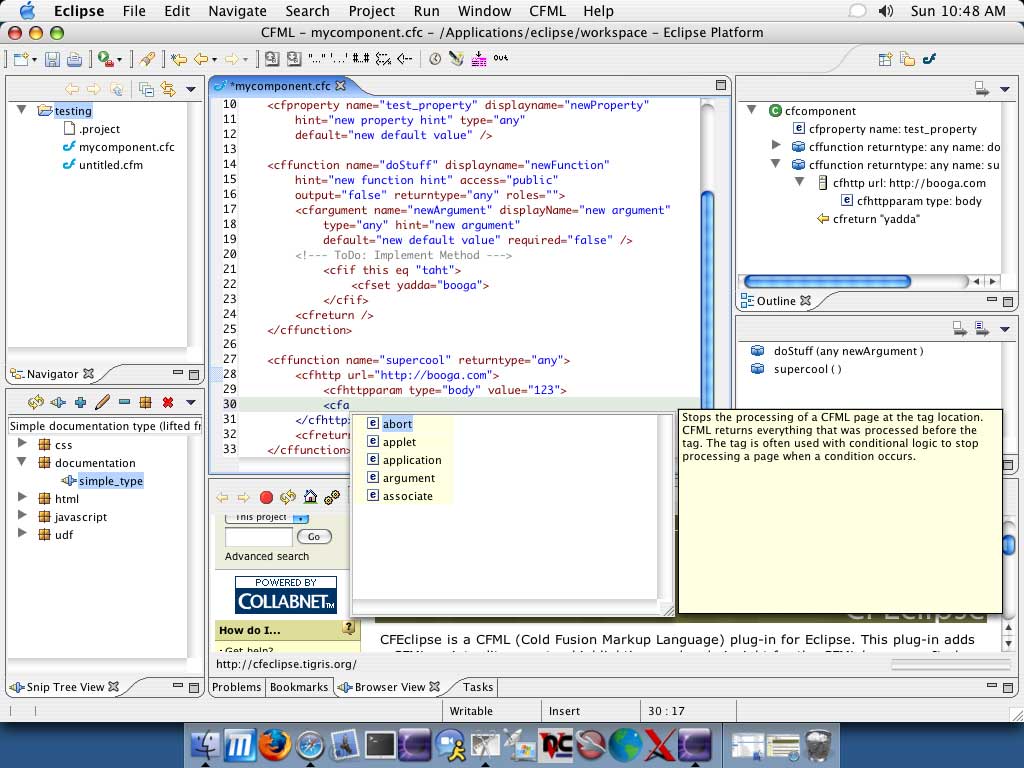 Eclipse File Edit Navigate Search Project Run Window CFML Help Sun 10:48 AM
CFML - mycomponent.cfc - /Applications/eclipse/workspace - Eclipse Platform
testing
.project
mycomponent.cfc
untitled.cfm
Navigator
Simple documentation type (lifted fr
css
documentation
simple_type
html
javascript
udf
Snip Tree View
*mycomponent.cfc
10 <cfproperty name="test_property" displayname="newProperty"
11 hint="new property hint" type="any"
12 default="new default value" />
13
14 <cffunction name="doStuff" displayname="newFunction"
15 hint="new function hint" access="public"
16 output="false" returntype="any" roles="">
17 <cfargument name="newArgument" displayName="new argument"
18 type="any" hint="new argument"
19 default="new default value" required="false" />
20 <!--- ToDo: Implement Method --->
21 <cfif this eq "taht">
22 <cfset yadda="booga">
23 </cfif>
24 <cfreturn />
25 </cffunction>
26
27 <cffunction name="supercool" returntype="any">
28 <cfhttp url="http://booga.com">
29 <cfhttpparam type="body" value="123">
30 <cfa
31 </cfhttp
32 <cfreturn
33 </cffunction
abort
applet
application
argument
associate
Stops the processing of a CFML page at the tag location.
CFML returns everything that was processed before the
tag. The tag is often used with conditional logic to stop
processing a page when a condition occurs.
cfcomponent
cfproperty name: test_property
cffunction returntype: any name: do
cffunction returntype: any name: su
cfhttp url: http://booga.com
cfhttpparam type: body
cfreturn "yadda"
Outline
doStuff (any newArgument )
supercool ( )
This project
Go
Advanced search
POWERED BY
COLLABNET™
How do I...
Get help?
CFEclipse
CFEclipse is a CFML (Cold Fusion Markup Language) plug-in for Eclipse. This plug-in adds
http://cfeclipse.tigris.org/
Problems Bookmarks Browser View Tasks
Writable Insert 30 : 17